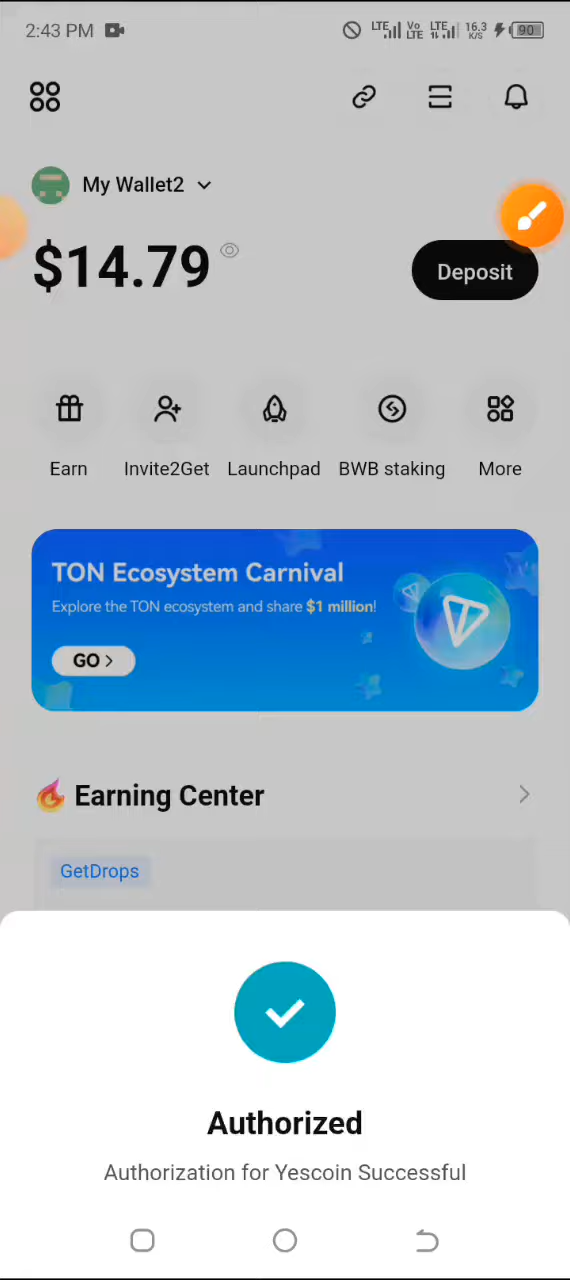 2:43 PM LTE Vo LTE LTE 16.3 K/S 90
My Wallet2
$14.79
Deposit
Earn Invite2Get Launchpad BWB staking More
TON Ecosystem Carnival
Explore the TON ecosystem and share $1 million!
GO >
Earning Center
GetDrops
Authorized
Authorization for Yescoin Successful